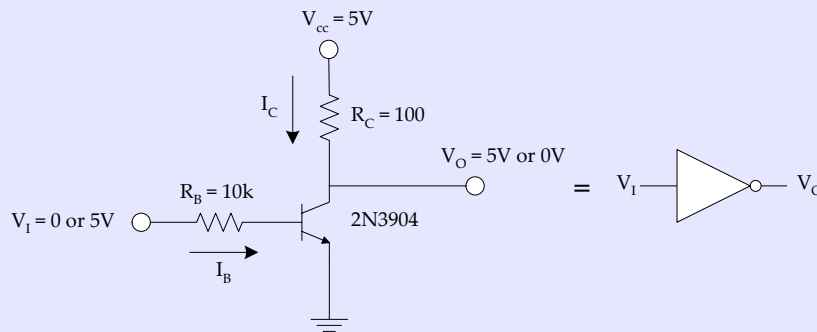 V_cc = 5V
I_C
R_C = 100
V_O = 5V or 0V
R_B = 10k
V_I = 0 or 5V
2N3904
I_B
=
V_I
V_O